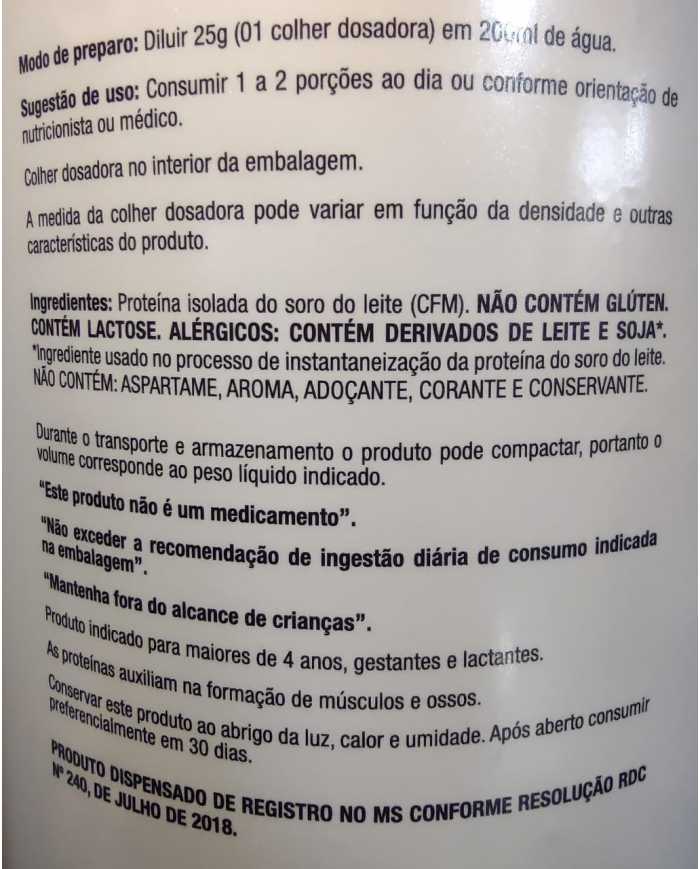 Modo de preparo: Diluir 25g (01 colher dosadora) em 200ml de água.
Sugestão de uso: Consumir 1 a 2 porções ao dia ou conforme orientação de
nutricionista ou médico.
Colher dosadora no interior da embalagem.
A medida da colher dosadora pode variar em função da densidade e outras
características do produto.
Ingredientes: Proteína isolada do soro do leite (CFM). NÃO CONTÉM GLÚTEN.
CONTÉM LACTOSE. ALÉRGICOS: CONTÉM DERIVADOS DE LEITE E SOJA*.
*Ingrediente usado no processo de instantaneização da proteína do soro do leite.
NÃO CONTÉM: ASPARTAME, AROMA, ADOÇANTE, CORANTE E CONSERVANTE.
Durante o transporte e armazenamento o produto pode compactar, portanto o
volume corresponde ao peso líquido indicado.
"Este produto não é um medicamento".
"Não exceder a recomendação de ingestão diária de consumo indicada
na embalagem".
"Mantenha fora do alcance de crianças".
Produto indicado para maiores de 4 anos, gestantes e lactantes.
As proteínas auxiliam na formação de músculos e ossos.
Conservar este produto ao abrigo da luz, calor e umidade. Após aberto consumir
preferencialmente em 30 dias.
PRODUTO DISPENSADO DE REGISTRO NO MS CONFORME RESOLUÇÃO RDC
Nº 240, DE JULHO DE 2018.